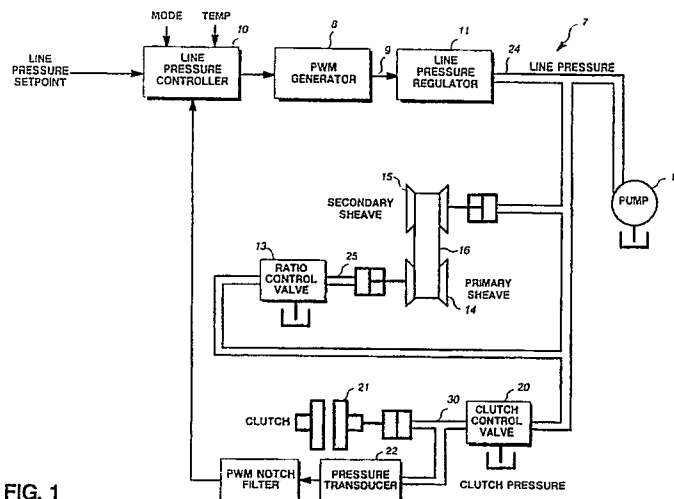 MODE TEMP
10
8
11
24
7
LINE
PRESSURE
SETPOINT
LINE
PRESSURE
CONTROLLER
PWM
GENERATOR
9
LINE
PRESSURE
REGULATOR
LINE PRESSURE
15
SECONDARY
SHEAVE
PUMP
16
13
RATIO
CONTROL
VALVE
25
PRIMARY
SHEAVE
14
21
CLUTCH
30
20
CLUTCH
CONTROL
VALVE
CLUTCH PRESSURE
22
PWM NOTCH
FILTER
PRESSURE
TRANSDUCER
FIG. 1